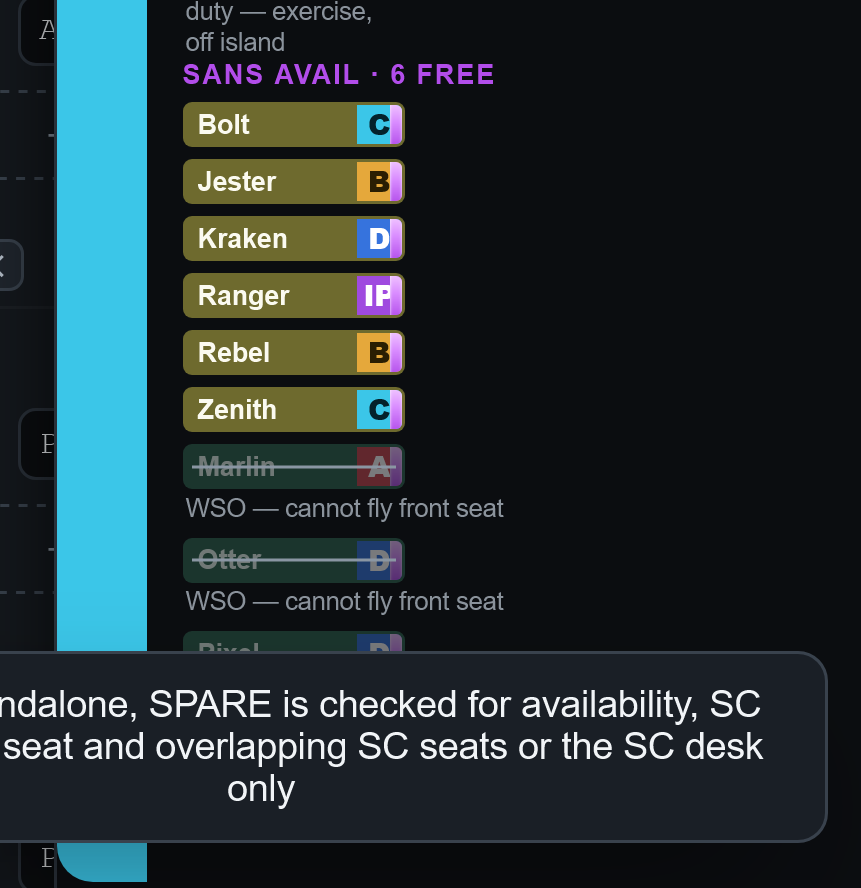 duty — exercise,
off island
SANS AVAIL · 6 FREE
Bolt C
Jester B
Kraken D
Ranger IP
Rebel B
Zenith C
Marlin A
WSO — cannot fly front seat
Otter D
WSO — cannot fly front seat
Pixel D
ndalone, SPARE is checked for availability, SC
seat and overlapping SC seats or the SC desk
only